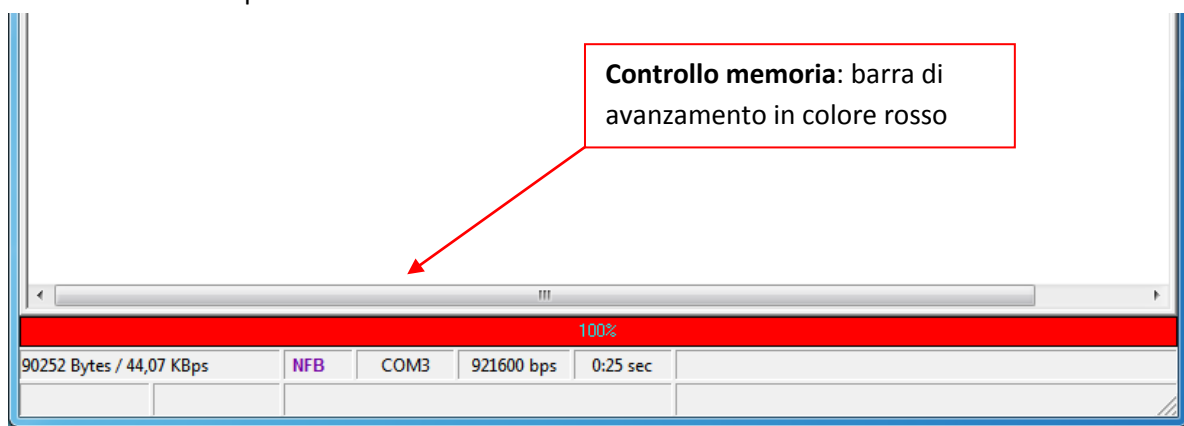 Controllo memoria: barra di
avanzamento in colore rosso
100%
90252 Bytes / 44,07 KBps NFB COM3 921600 bps 0:25 sec